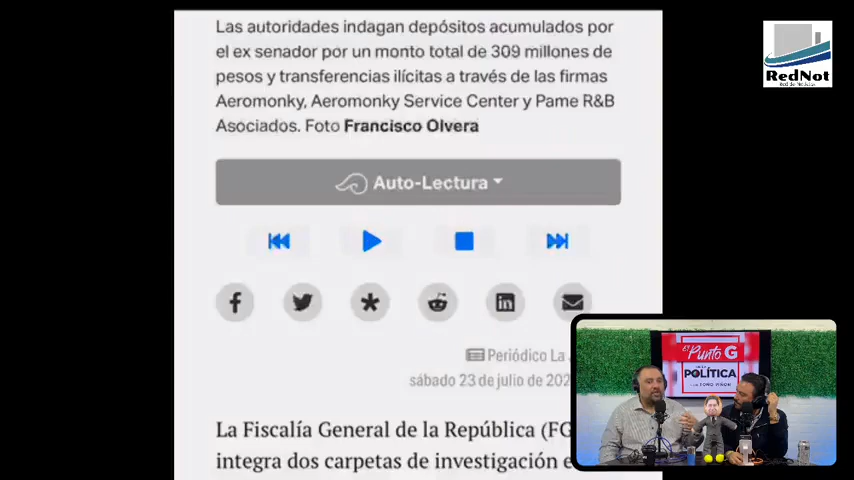 Las autoridades indagan depósitos acumulados por
el ex senador por un monto total de 309 millones de
pesos y transferencias ilícitas a través de las firmas
Aeromonky, Aeromonky Service Center y Pame R&B
Asociados. Foto Francisco Olvera
Auto-Lectura
Periódico La
sábado 23 de julio de
La Fiscalía General de la República
integra dos carpetas de investigación
RedNot
Red de Noticias
El Punto G
POLÍTICA